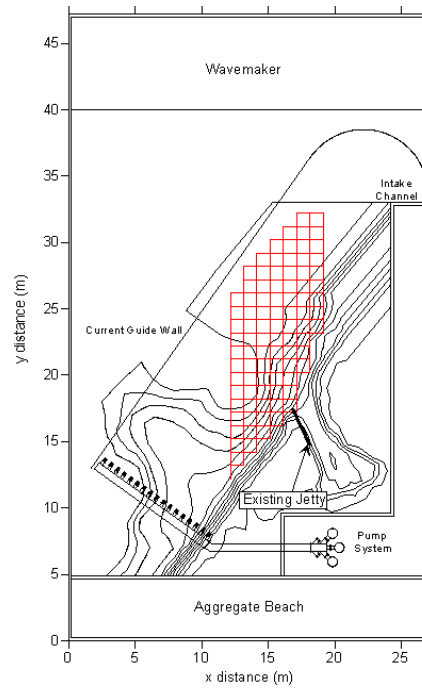 45
Wavemaker
40
Intake
Channel
35
30
25
Current Guide Wall
y distance (m)
20
15
10
Existing Jetty
Pump
System
5
Aggregate Beach
0
0
5
10
15
20
25
x distance (m)